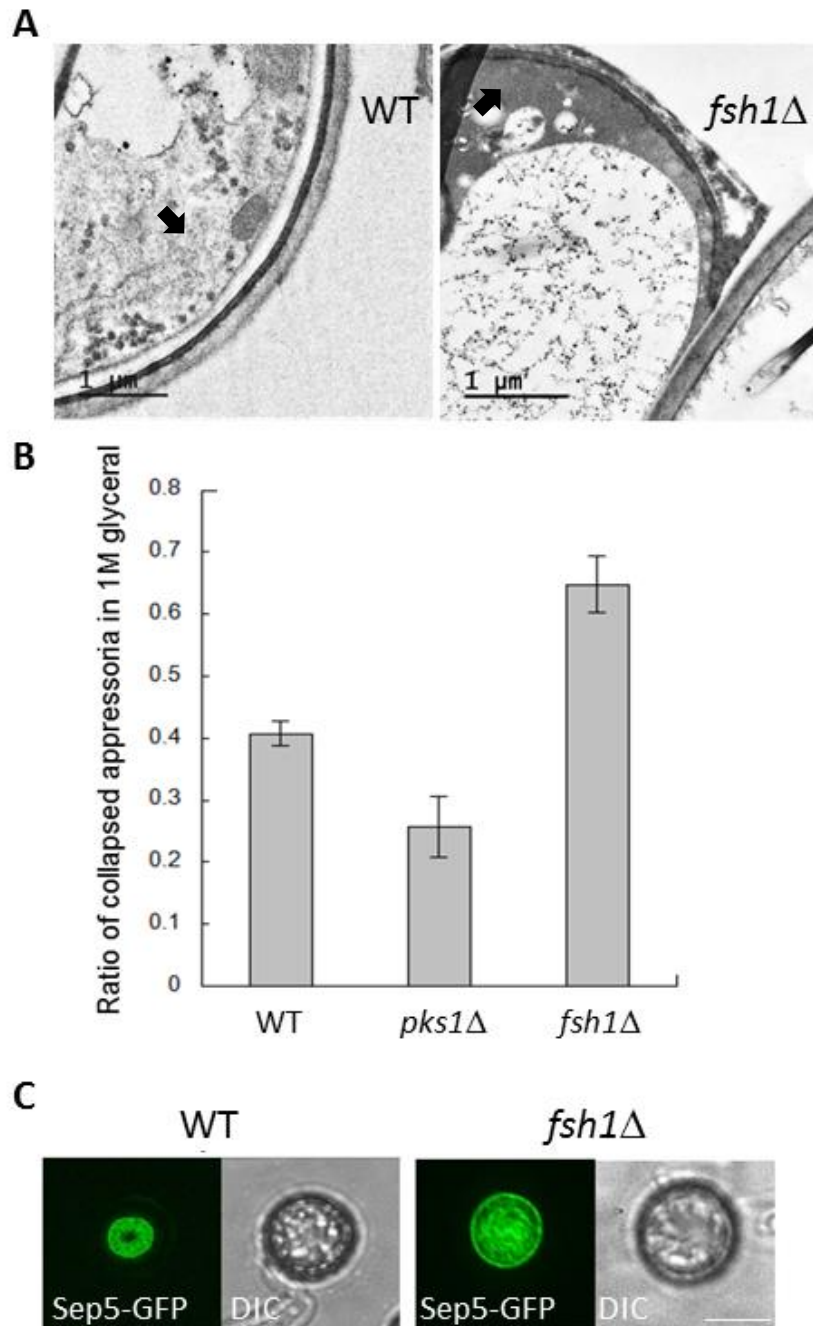 A
WT
fsh1Δ
1 μm
1 μm
B
Ratio of collapsed appressoria in 1M glyceral
0.8
0.7
0.6
0.5
0.4
0.3
0.2
0.1
0
WT
pks1Δ
fsh1Δ
C
WT
fsh1Δ
Sep5-GFP
DIC
Sep5-GFP
DIC